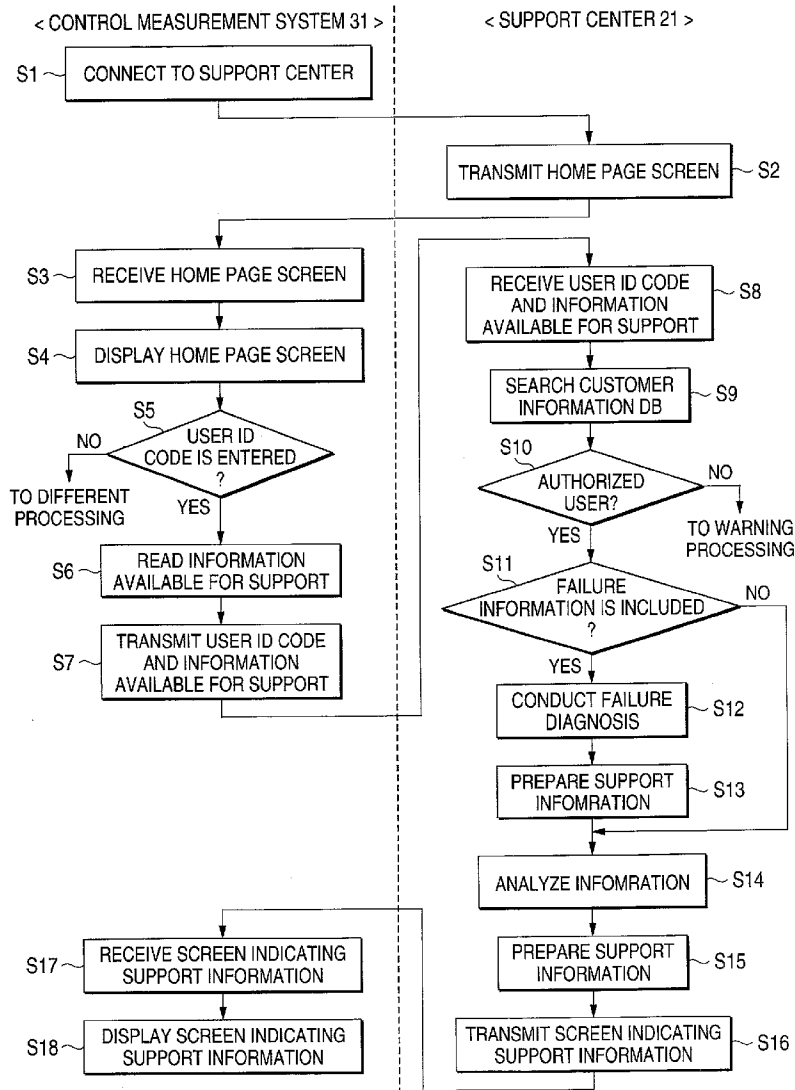 < CONTROL MEASUREMENT SYSTEM 31 >
< SUPPORT CENTER 21 >
S1
CONNECT TO SUPPORT CENTER
TRANSMIT HOME PAGE SCREEN
S2
S3
RECEIVE HOME PAGE SCREEN
S4
DISPLAY HOME PAGE SCREEN
S5
USER ID
CODE IS ENTERED
?
NO
TO DIFFERENT
PROCESSING
YES
S6
READ INFORMATION
AVAILABLE FOR SUPPORT
S7
TRANSMIT USER ID CODE
AND INFORMATION
AVAILABLE FOR SUPPORT
RECEIVE USER ID CODE
AND INFORMATION
AVAILABLE FOR SUPPORT
S8
SEARCH CUSTOMER
INFORMATION DB
S9
S10
AUTHORIZED
USER?
NO
TO WARNING
PROCESSING
YES
S11
FAILURE
INFORMATION IS INCLUDED
?
NO
YES
CONDUCT FAILURE
DIAGNOSIS
S12
PREPARE SUPPORT
INFOMRATION
S13
ANALYZE INFOMRATION
S14
PREPARE SUPPORT
INFORMATION
S15
TRANSMIT SCREEN INDICATING
SUPPORT INFORMATION
S16
S17
RECEIVE SCREEN INDICATING
SUPPORT INFORMATION
S18
DISPLAY SCREEN INDICATING
SUPPORT INFORMATION